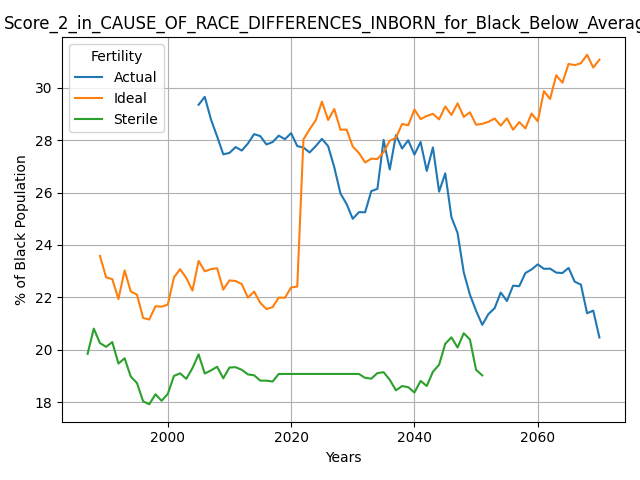 Score_2_in_CAUSE_OF_RACE_DIFFERENCES_INBORN_for_Black_Below_Averag
Fertility
Actual
Ideal
Sterile
% of Black Population
30
28
26
24
22
20
18
2000 2020 2040 2060
Years